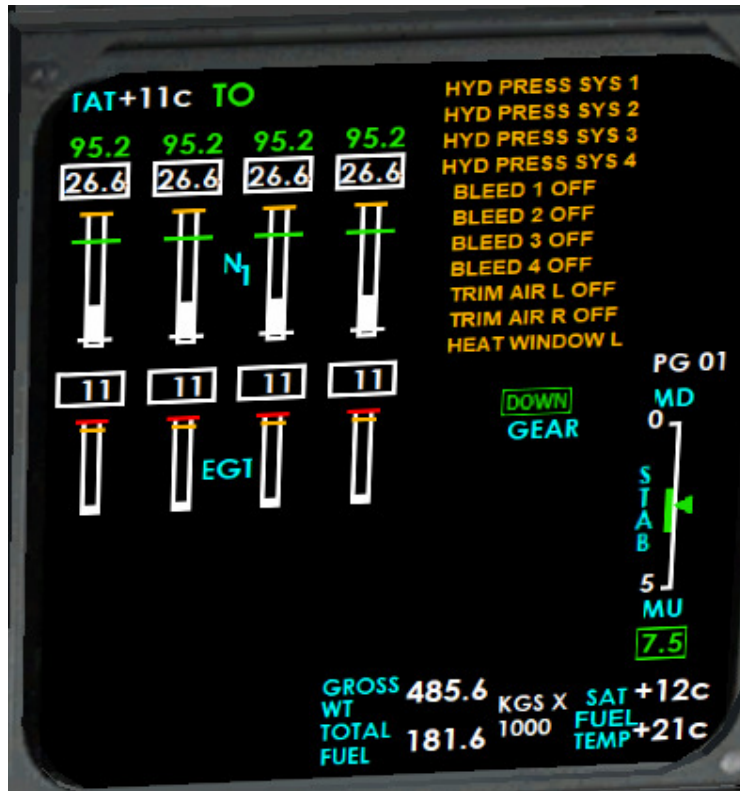 TAT+11c TO
95.2 95.2 95.2 95.2
26.6 26.6 26.6 26.6
N1
11 11 11 11
EGT
HYD PRESS SYS 1
HYD PRESS SYS 2
HYD PRESS SYS 3
HYD PRESS SYS 4
BLEED 1 OFF
BLEED 2 OFF
BLEED 3 OFF
BLEED 4 OFF
TRIM AIR L OFF
TRIM AIR R OFF
HEAT WINDOW L
PG 01
DOWN
GEAR
MD
0
STAB
5
MU
7.5
GROSS WT 485.6
TOTAL FUEL 181.6
KGS X
1000
SAT +12c
FUEL TEMP +21c